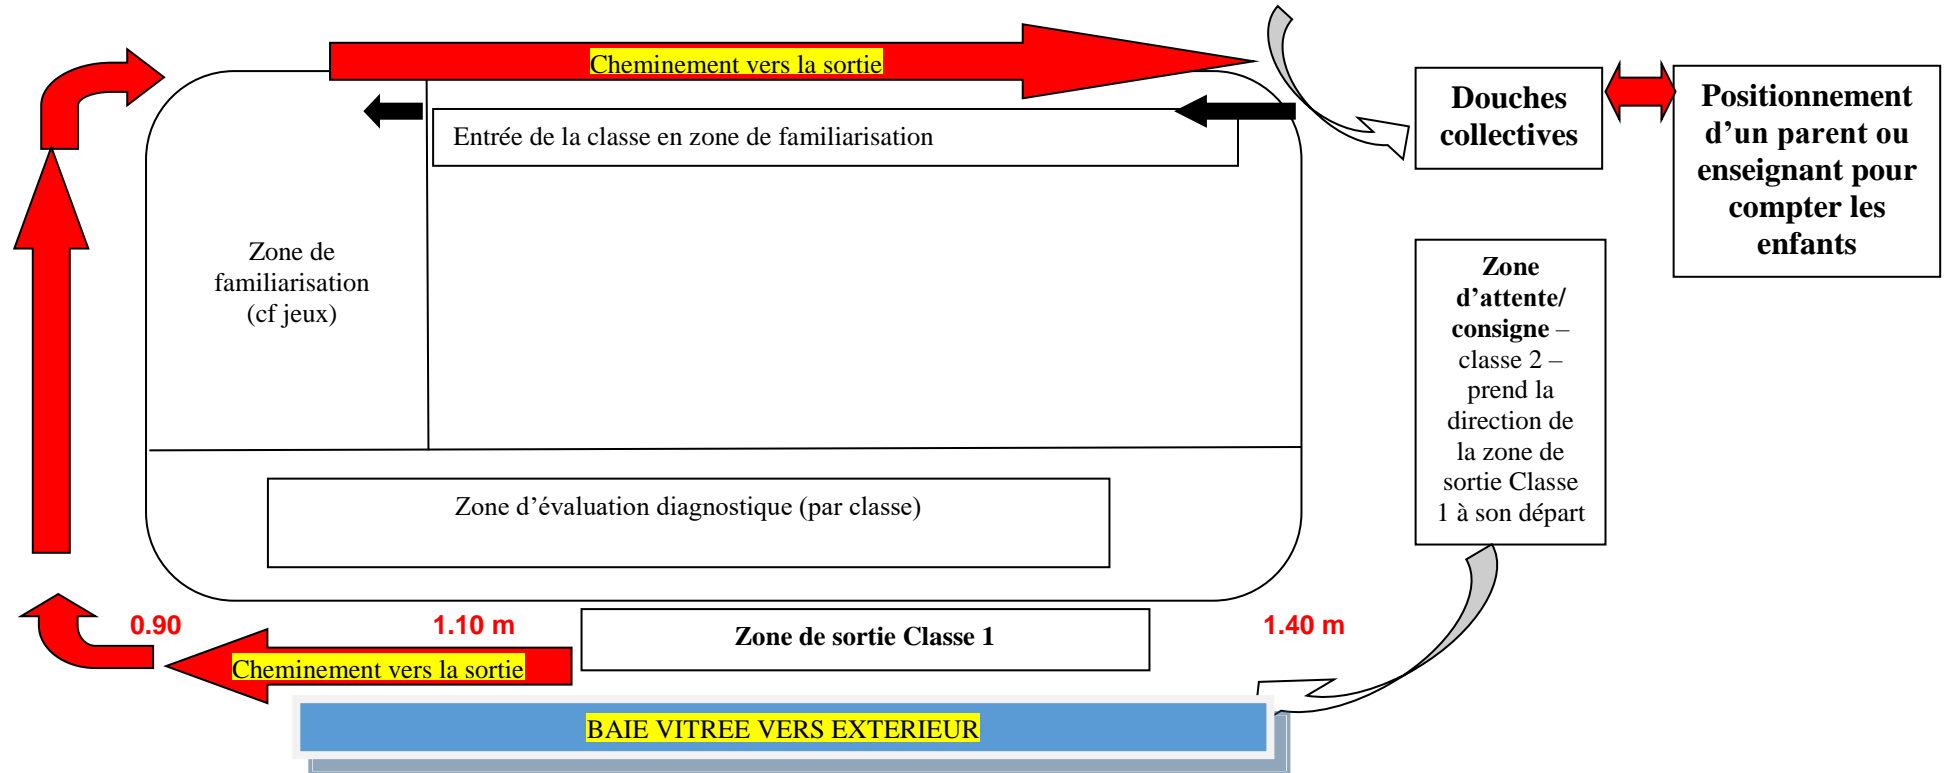 Cheminement vers la sortie
Entrée de la classe en zone de familiarisation
Douches
collectives
Positionnement
d’un parent ou
enseignant pour
compter les
enfants
Zone de
familiarisation
(cf jeux)
Zone
d’attente/
consigne –
classe 2 –
prend la
direction de
la zone de
sortie Classe
1 à son départ
Zone d’évaluation diagnostique (par classe)
0.90
1.10 m
Zone de sortie Classe 1
1.40 m
Cheminement vers la sortie
BAIE VITREE VERS EXTERIEUR